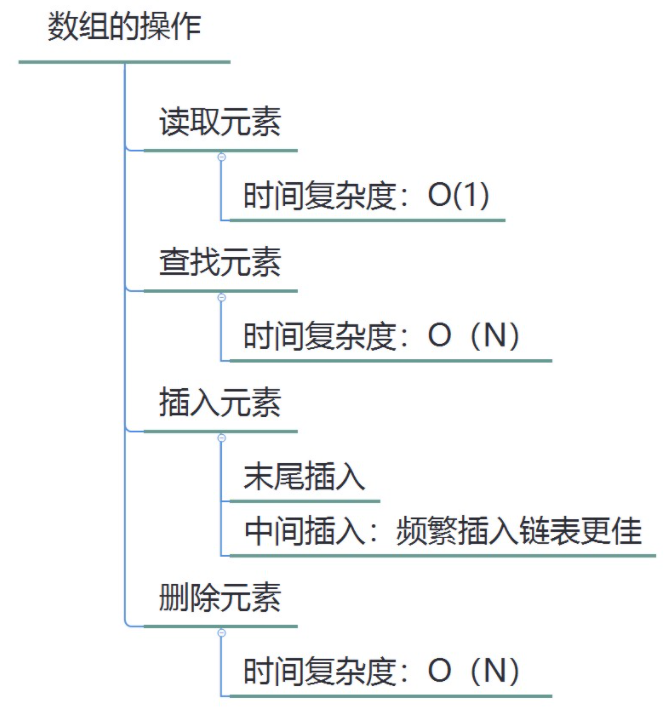 数组的操作
读取元素
时间复杂度：O(1)
查找元素
时间复杂度：O（N）
插入元素
末尾插入
中间插入：频繁插入链表更佳
删除元素
时间复杂度：O（N）